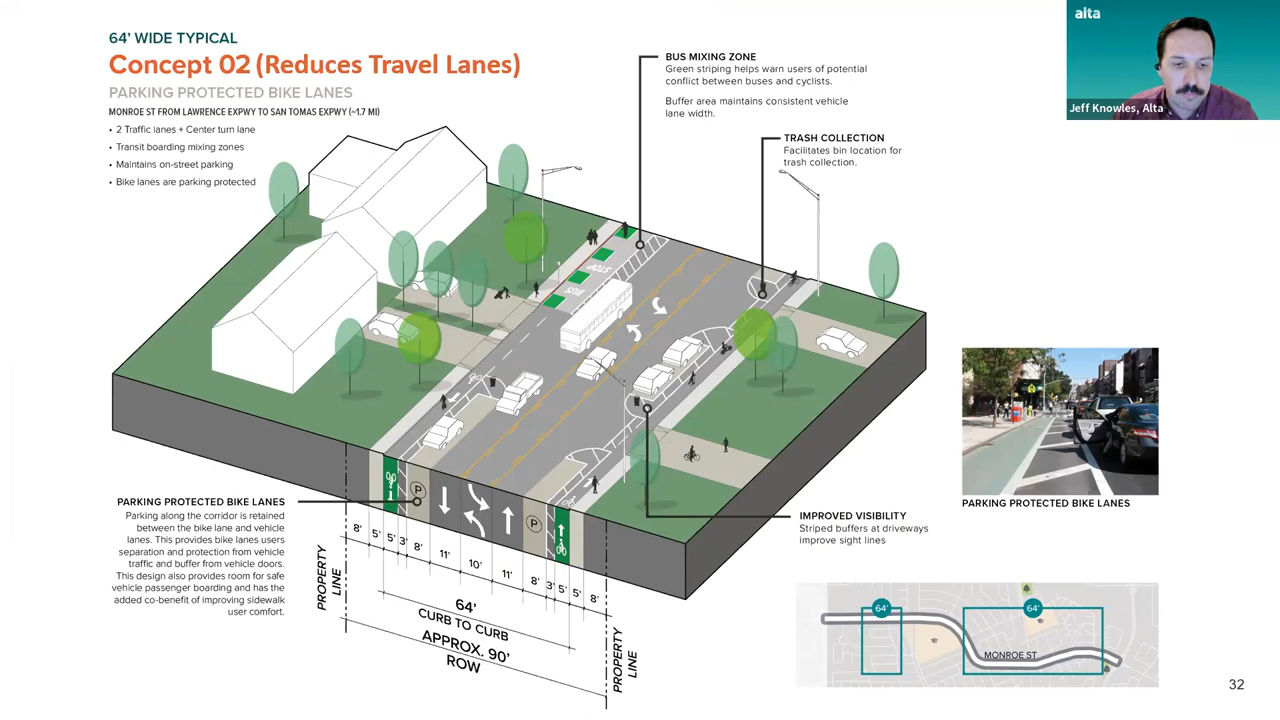 64' WIDE TYPICAL
Concept 02 (Reduces Travel Lanes)
PARKING PROTECTED BIKE LANES
MONROE ST FROM LAWRENCE EXPWY TO SAN TOMAS EXPWY (~1.7 MI)
• 2 Traffic lanes + Center turn lane
• Transit boarding mixing zones
• Maintains on-street parking
• Bike lanes are parking protected
BUS MIXING ZONE
Green striping helps warn users of potential
conflict between buses and cyclists.
Buffer area maintains consistent vehicle
lane width.
TRASH COLLECTION
Facilitates bin location for
trash collection.
alta
Jeff Knowles, Alta
STOP
BUS
PARKING PROTECTED BIKE LANES
PARKING PROTECTED BIKE LANES
Parking along the corridor is retained
between the bike lane and vehicle
lanes. This provides bike lanes users
separation and protection from vehicle
traffic and buffer from vehicle doors.
This design also provides room for safe
vehicle passenger boarding and has the
added co-benefit of improving sidewalk
user comfort.
P
P
IMPROVED VISIBILITY
Striped buffers at driveways
improve sight lines
8' 5' 5' 3' 8' 11' 10' 11' 8' 3' 5' 5' 8'
PROPERTY
LINE
64'
CURB TO CURB
APPROX. 90'
ROW
PROPERTY
LINE
64'
64'
MONROE ST
32